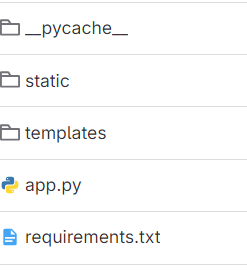 __pycache__
static
templates
app.py
requirements.txt